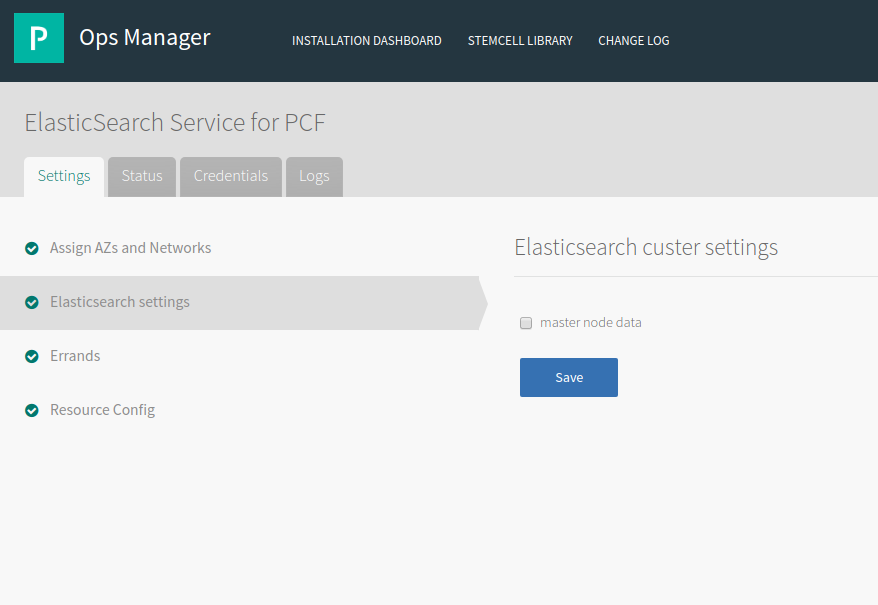 P Ops Manager INSTALLATION DASHBOARD STEMCELL LIBRARY CHANGE LOG
ElasticSearch Service for PCF
Settings Status Credentials Logs
Assign AZs and Networks
Elasticsearch settings
Errands
Resource Config
Elasticsearch custer settings
master node data
Save